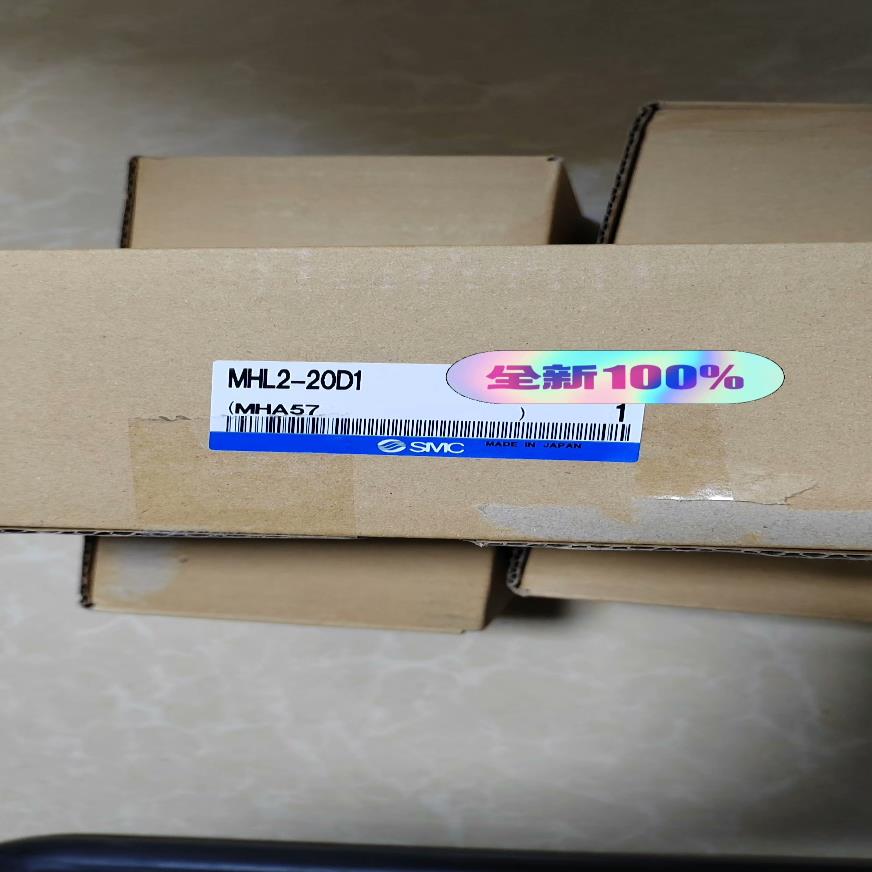 MHL2-20D1
全新100%
(MHA57 ) 1
SMC MADE IN JAPAN